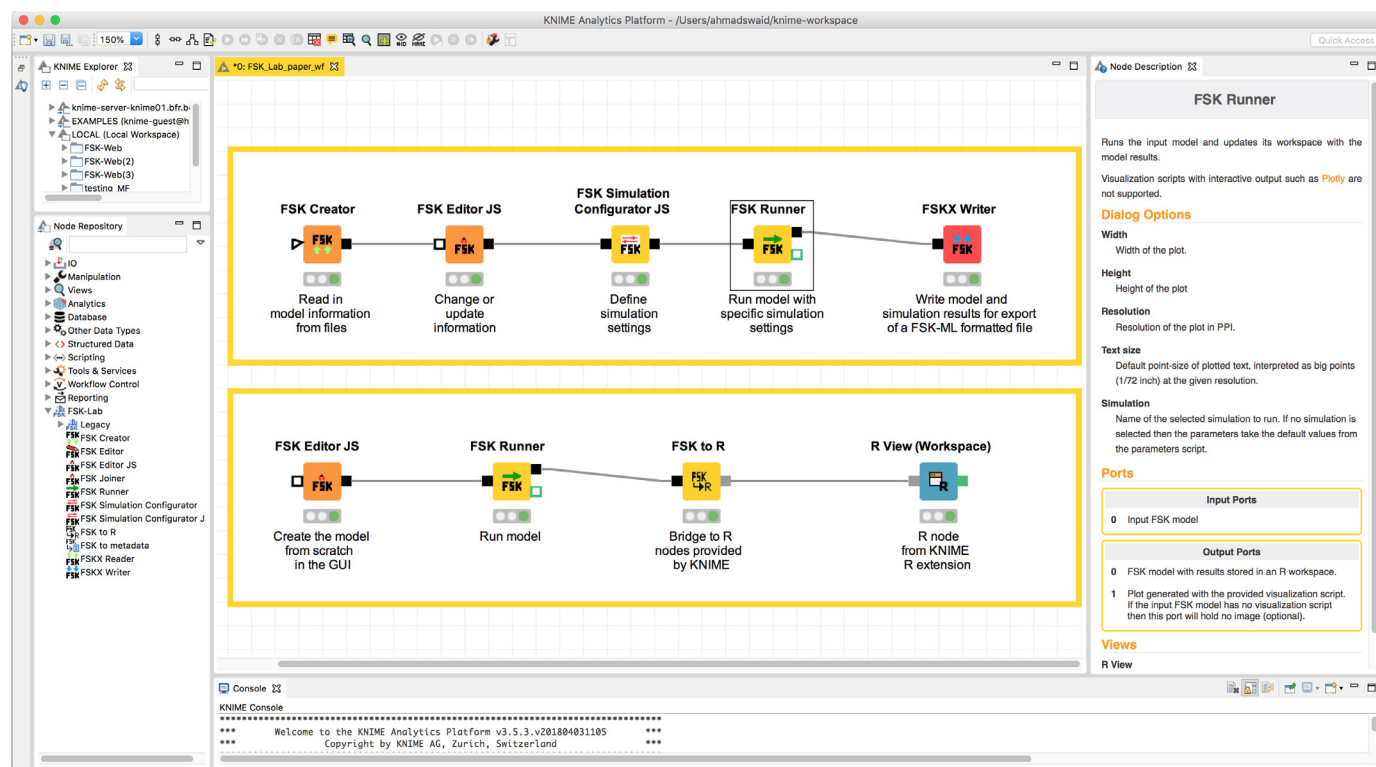 KNIME Analytics Platform - /Users/ahmadswaid/knime-workspace
150%
Quick Access
KNIME Explorer
knime-server-knime01.bfr.b
EXAMPLES (knime-guest@h
LOCAL (Local Workspace)
FSK-Web
FSK-Web(2)
FSK-Web(3)
testing_MF
Node Repository
IO
Manipulation
Views
Analytics
Database
Other Data Types
Structured Data
Scripting
Tools & Services
Workflow Control
Reporting
FSK-Lab
Legacy
FSK Creator
FSK Editor
FSK Editor JS
FSK Joiner
FSK Runner
FSK Simulation Configurator
FSK Simulation Configurator J
FSK to R
FSK to metadata
FSKX Reader
FSKX Writer
*0: FSK_Lab_paper_wf
FSK Creator
FSK
Read in
model information
from files
FSK Editor JS
FSK
Change or
update
information
FSK Simulation
Configurator JS
FSK
Define
simulation
settings
FSK Runner
FSK
Run model with
specific simulation
settings
FSKX Writer
FSK
Write model and
simulation results for export
of a FSK-ML formatted file
FSK Editor JS
FSK
Create the model
from scratch
in the GUI
FSK Runner
FSK
Run model
FSK to R
FSK
R
Bridge to R
nodes provided
by KNIME
R View (Workspace)
R
R node
from KNIME
R extension
Node Description
FSK Runner
Runs the input model and updates its workspace with the
model results.
Visualization scripts with interactive output such as Plotly are
not supported.
Dialog Options
Width
Width of the plot.
Height
Height of the plot
Resolution
Resolution of the plot in PPI.
Text size
Default point-size of plotted text, interpreted as big points
(1/72 inch) at the given resolution.
Simulation
Name of the selected simulation to run. If no simulation is
selected then the parameters take the default values from
the parameters script.
Ports
Input Ports
0 Input FSK model
Output Ports
0 FSK model with results stored in an R workspace.
1 Plot generated with the provided visualization script.
If the input FSK model has no visualization script
then this port will hold no image (optional).
Views
R View
Console
KNIME Console
***********************************************************************************
*** Welcome to the KNIME Analytics Platform v3.5.3.v201804031105 ***
*** Copyright by KNIME AG, Zurich, Switzerland ***